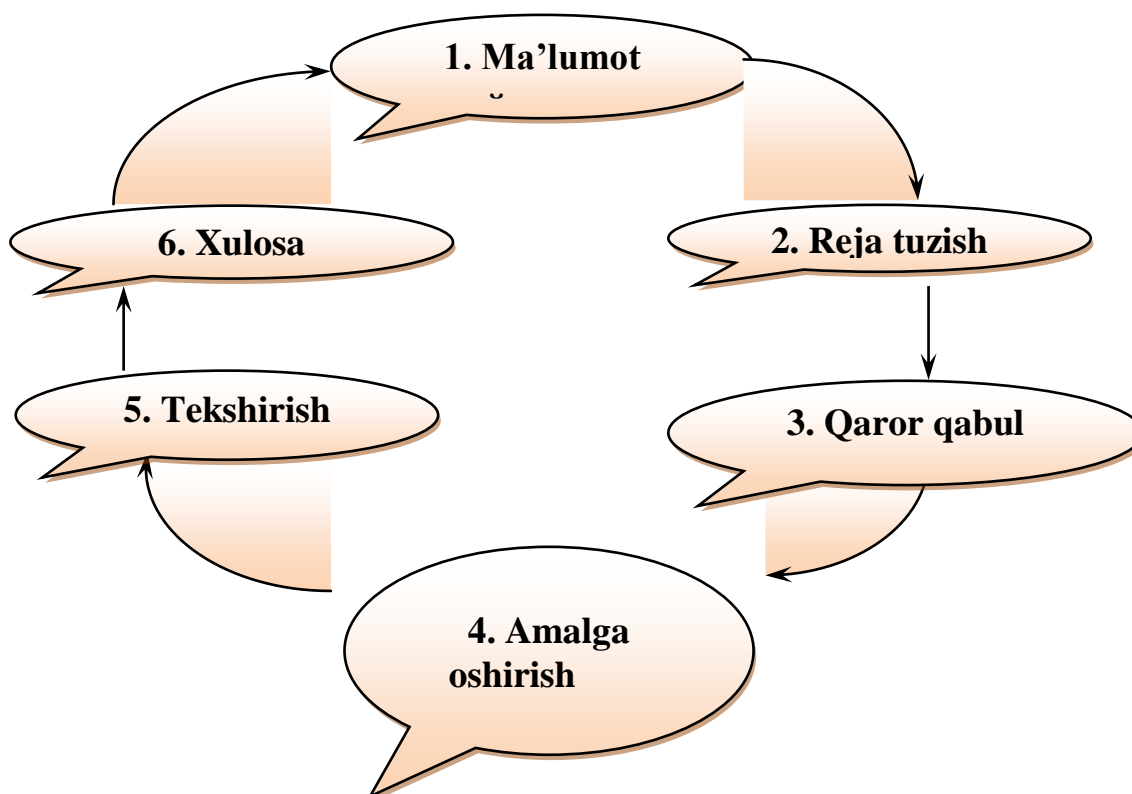 1. Ma’lumot
2. Reja tuzish
3. Qaror qabul
4. Amalga
oshirish
5. Tekshirish
6. Xulosa